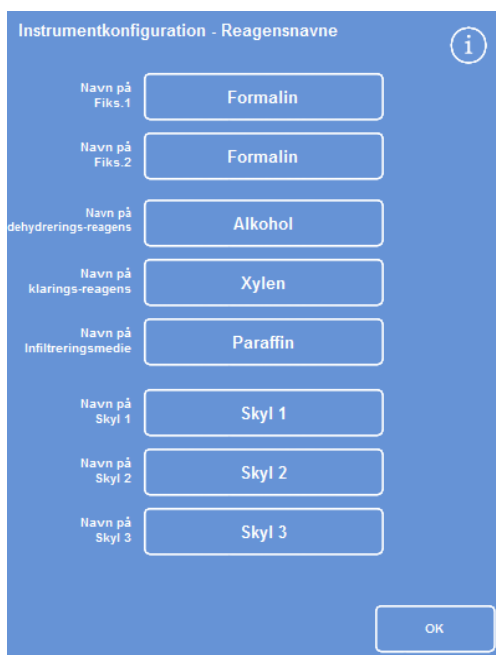 Instrumentkonfiguration - Reagensnavne
i
Navn på
Fiks.1
Formalin
Navn på
Fiks.2
Formalin
Navn på
dehydrerings-reagens
Alkohol
Navn på
klarings-reagens
Xylen
Navn på
Infiltreringsmedie
Paraffin
Navn på
Skyl 1
Skyl 1
Navn på
Skyl 2
Skyl 2
Navn på
Skyl 3
Skyl 3
OK